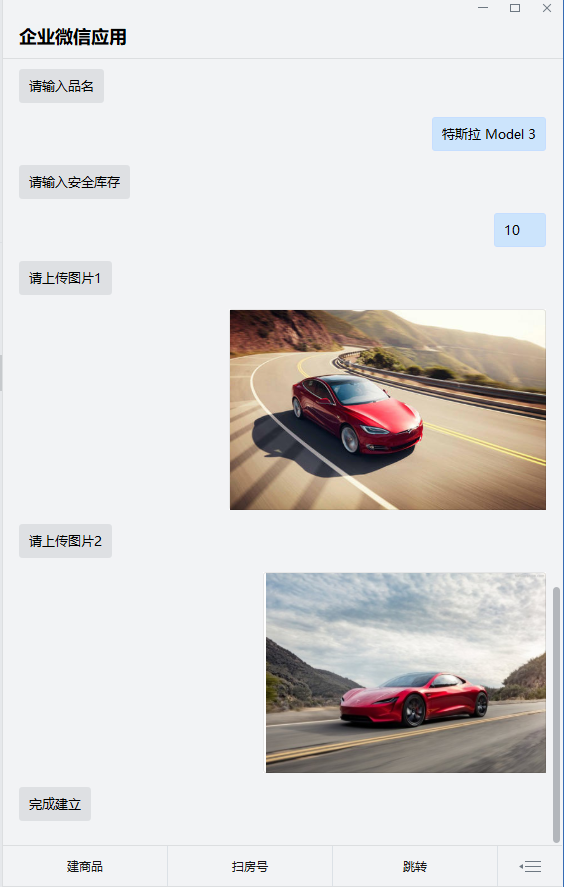 企业微信应用
请输入品名
特斯拉 Model 3
请输入安全库存
10
请上传图片1
请上传图片2
完成建立
建商品
扫房号
跳转